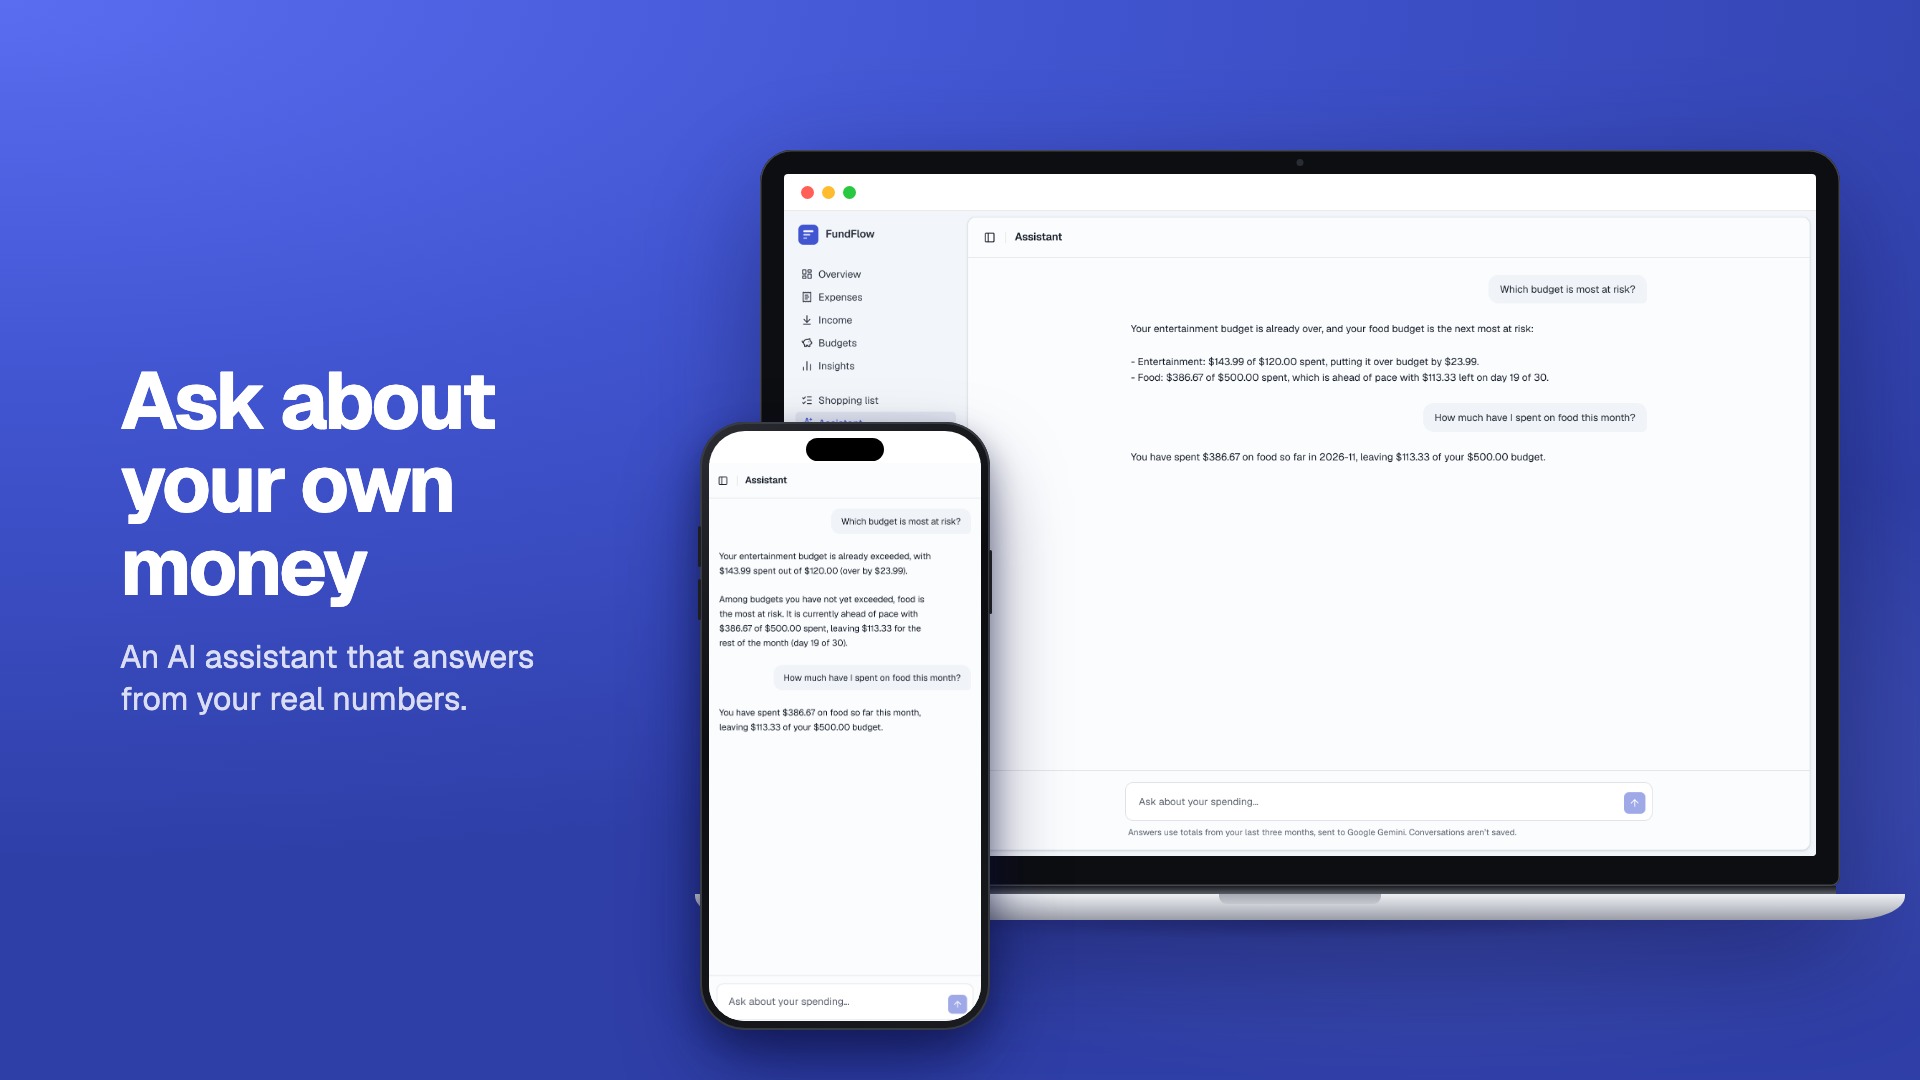 Ask about
your own
money
An AI assistant that answers
from your real numbers.
FundFlow
Overview
Expenses
Income
Budgets
Insights
Shopping list
Assistant
Assistant
Which budget is most at risk?
Your entertainment budget is already over, and your food budget is the next most at risk:
- Entertainment: $143.99 of $120.00 spent, putting it over budget by $23.99.
- Food: $386.67 of $500.00 spent, which is ahead of pace with $113.33 left on day 19 of 30.
How much have I spent on food this month?
You have spent $386.67 on food so far in 2026-11, leaving $113.33 of your $500.00 budget.
Ask about your spending...
Answers use totals from your last three months, sent to Google Gemini. Conversations aren't saved.
Assistant
Which budget is most at risk?
Your entertainment budget is already exceeded, with
$143.99 spent out of $120.00 (over by $23.99).
Among budgets you have not yet exceeded, food is
the most at risk. It is currently ahead of pace with
$386.67 of $500.00 spent, leaving $113.33 for the
rest of the month (day 19 of 30).
How much have I spent on food this month?
You have spent $386.67 on food so far this month,
leaving $113.33 of your $500.00 budget.
Ask about your spending...